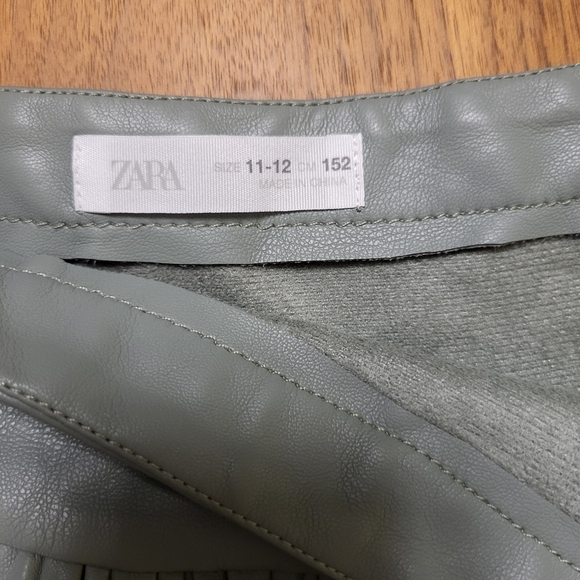 ZARA
SIZE 11-12 CM 152
MADE IN CHINA